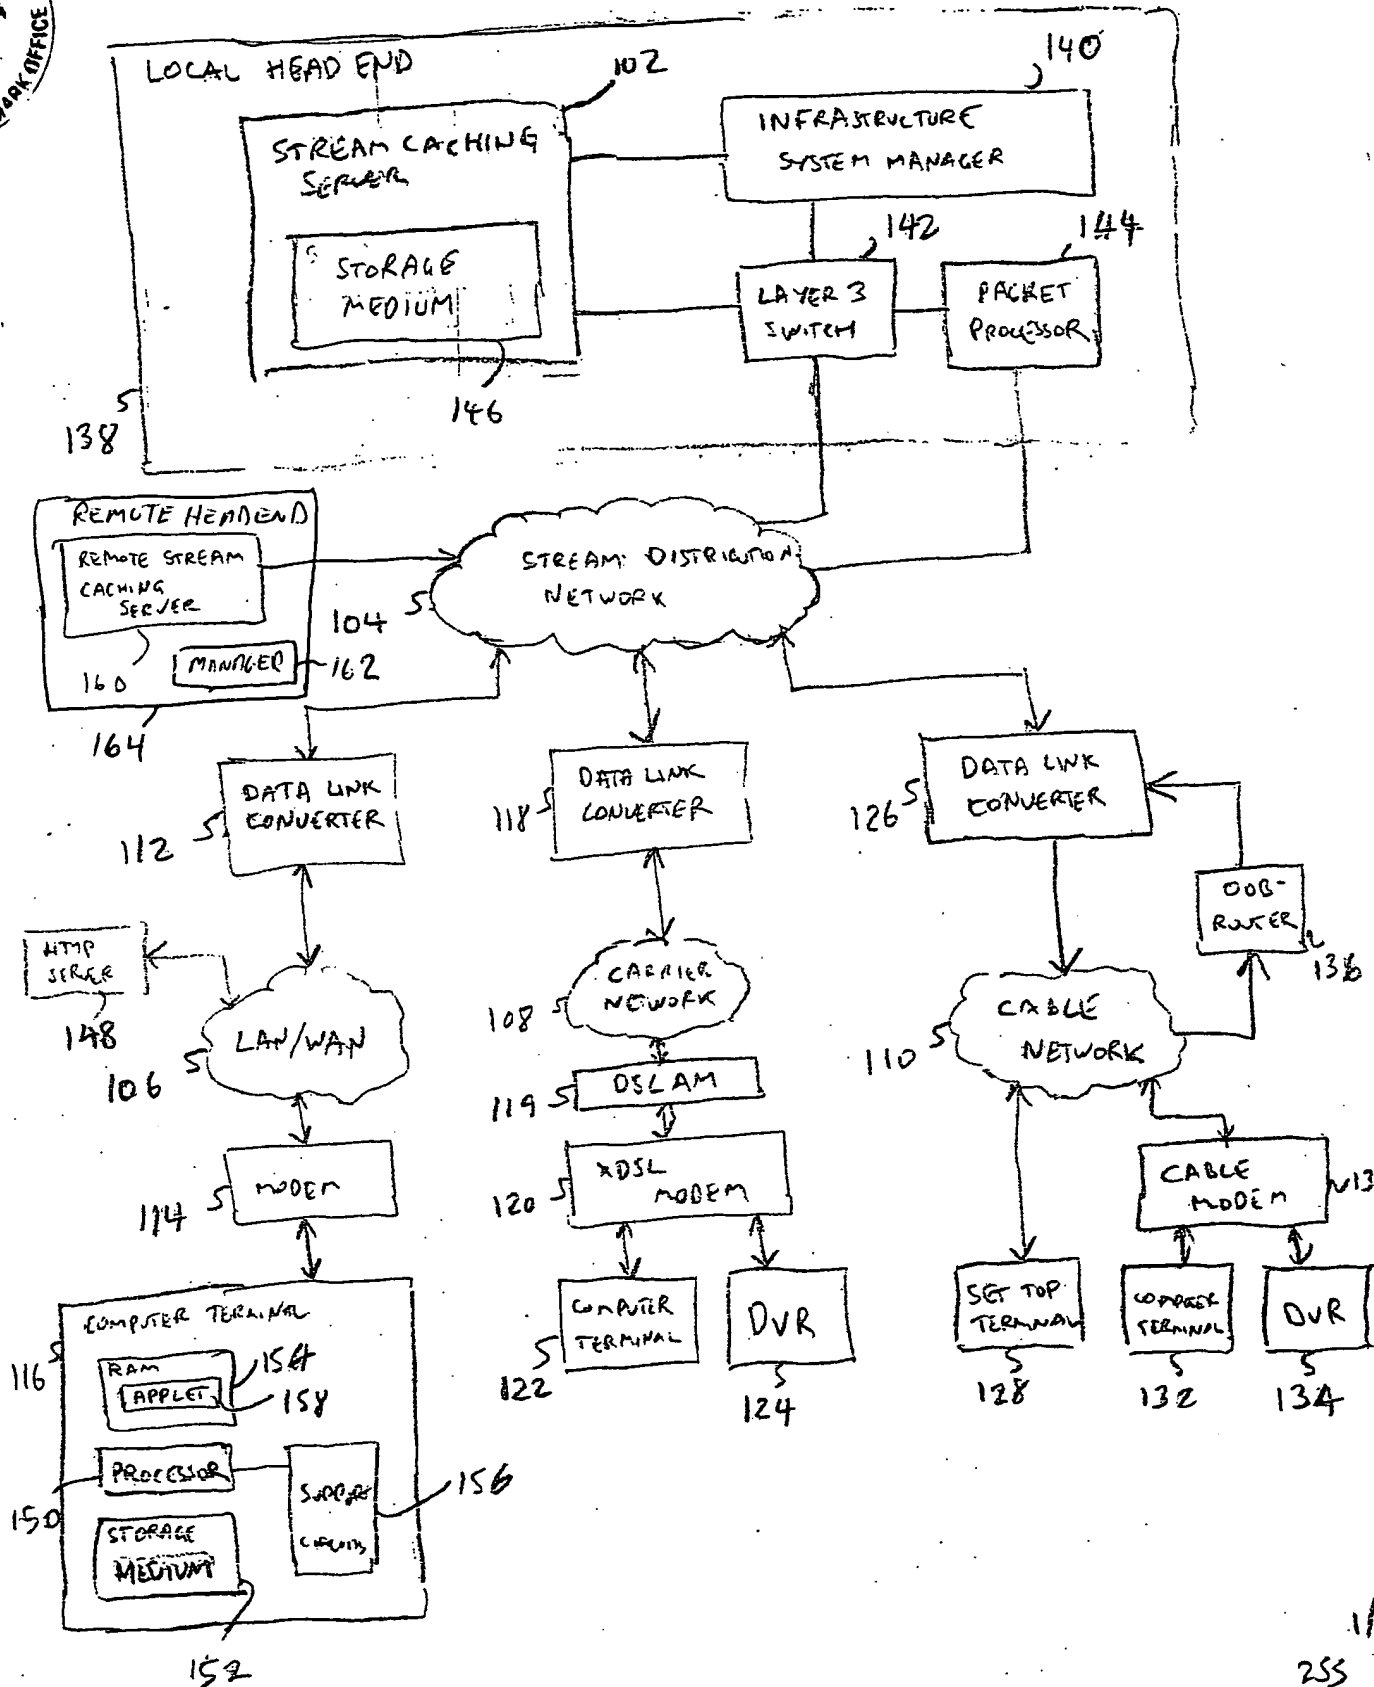 ARK OFFICE
LOCAL HEAD END
102
140
STREAM CACHING
SERVER
INFRASTRUCTURE
SYSTEM MANAGER
142
144
STORAGE
MEDIUM
LAYER 3
SWITCH
PACKET
PROCESSOR
146
138
REMOTE HEADEND
REMOTE STREAM
CACHING
SERVER
STREAM DISTRIBUTION
NETWORK
104
160
MANAGER
162
164
DATA LINK
CONVERTER
112
DATA LINK
CONVERTER
118
DATA LINK
CONVERTER
126
OOB-
ROUTER
136
HTTP
SERVER
148
LAN/WAN
106
CARRIER
NETWORK
108
CABLE
NETWORK
110
DSLAM
119
MODEM
114
XDSL
MODEM
120
CABLE
MODEM
13
COMPUTER TERMINAL
116
RAM
APPLET
154
158
PROCESSOR
150
SUPPORT
CIRCUITS
156
STORAGE
MEDIUM
152
COMPUTER
TERMINAL
122
DVR
124
SET TOP
TERMINAL
128
COMPUTER
TERMINAL
132
DVR
134
1/
255